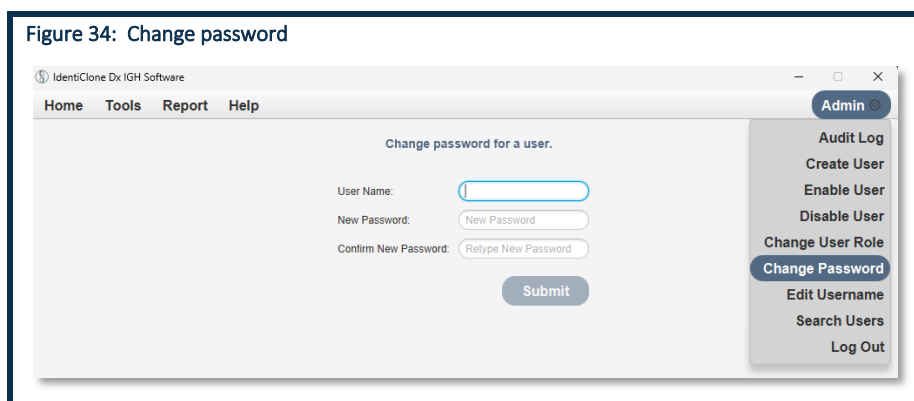 Figure 34: Change password
IdentiClone Dx IGH Software
Home Tools Report Help Admin
Change password for a user.
User Name:
New Password: New Password
Confirm New Password: Retype New Password
Submit
Audit Log
Create User
Enable User
Disable User
Change User Role
Change Password
Edit Username
Search Users
Log Out